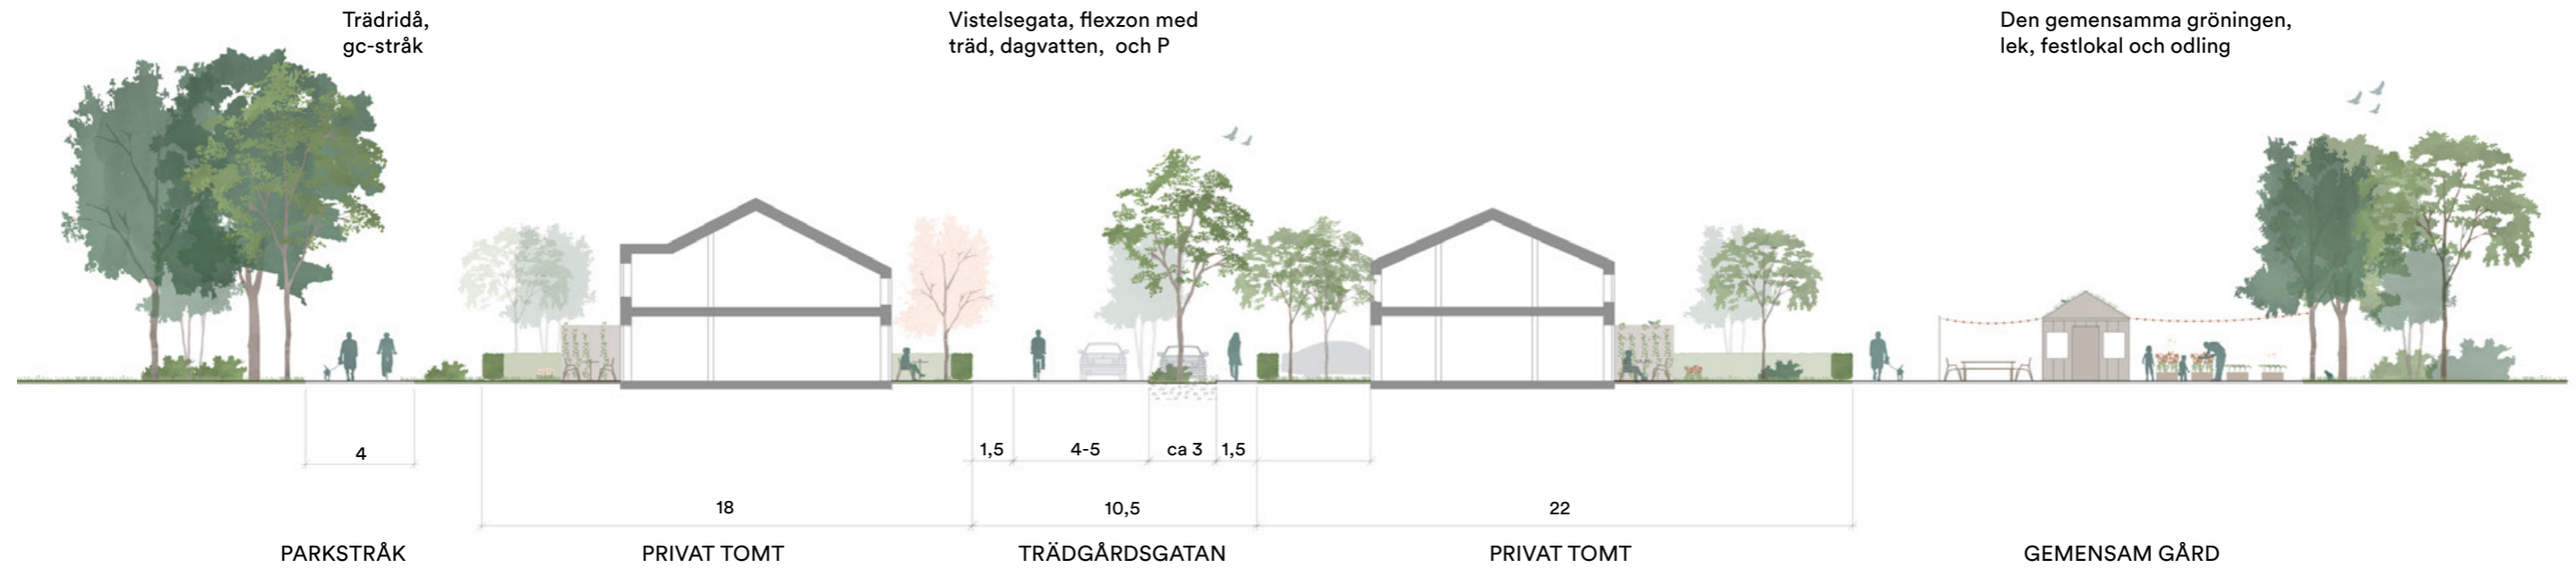 Trädridå,
gc-stråk
Vistelsegata, flexzon med
träd, dagvatten, och P
Den gemensamma gröningen,
lek, festlokal och odling
4
1,5
4-5
ca 3
1,5
18
10,5
22
PARKSTRÅK
PRIVAT TOMT
TRÄDGÅRDSGATAN
PRIVAT TOMT
GEMENSAM GÅRD